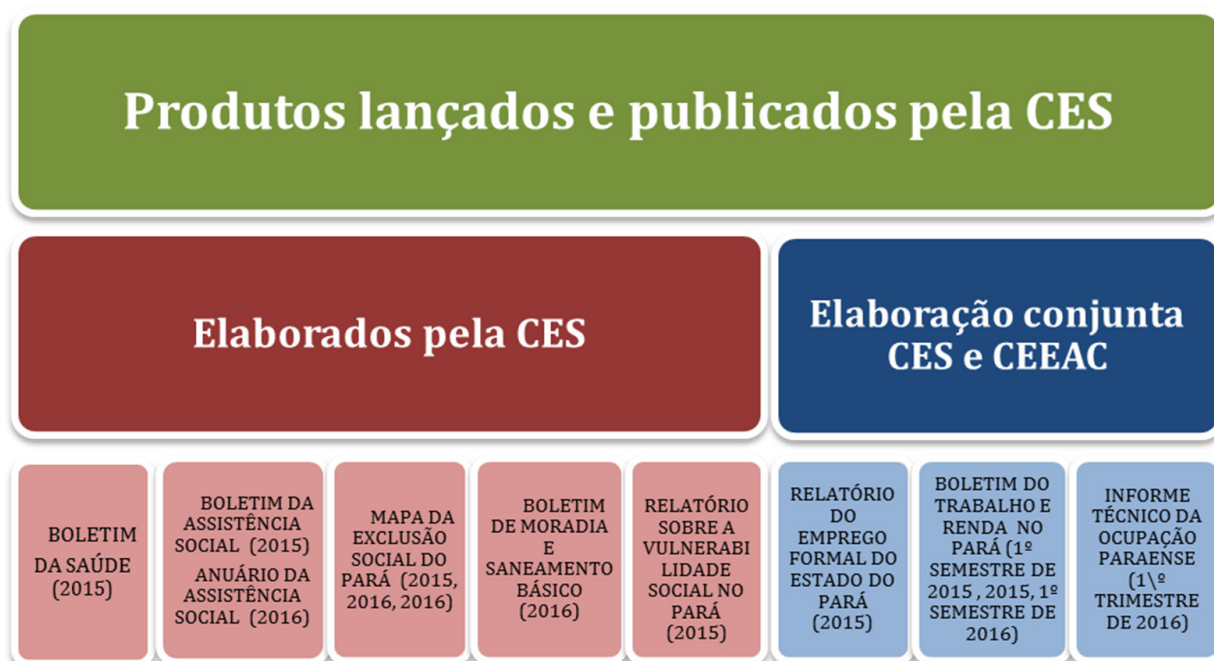 Produtos lançados e publicados pela CES
Elaborados pela CES
Elaboração conjunta
CES e CEEAC
BOLETIM
DA SAÚDE
(2015)
BOLETIM DA
ASSISTÊNCIA
SOCIAL (2015)
ANUÁRIO DA
ASSISTÊNCIA
SOCIAL (2016)
MAPA DA
EXCLUSÃO
SOCIAL DO
PARÁ (2015,
2016, 2016)
BOLETIM
DE MORADIA
E
SANEAMENTO
BÁSICO
(2016)
RELATÓRIO
SOBRE A
VULNERABI
LIDADE
SOCIAL NO
PARÁ
(2015)
RELATÓRIO
DO
EMPREGO
FORMAL DO
ESTADO DO
PARÁ
(2015)
BOLETIM DO
TRABALHO E
RENDA NO
PARÁ (1º
SEMESTRE DE
2015 , 2015, 1º
SEMESTRE DE
2016)
INFORME
TÉCNICO DA
OCUPAÇÃO
PARAENSE
(1\º
TRIMESTRE
DE 2016)